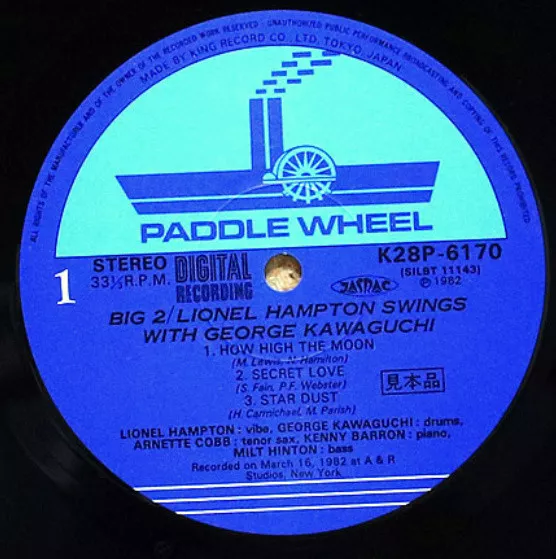 ALL RIGHTS OF THE MANUFACTURER AND OF THE OWNER OF THE RECORDED WORK RESERVED · UNAUTHORIZED PUBLIC PERFORMANCE BROADCASTING AND COPYING OF THIS RECORD PROHIBITED
MADE BY KING RECORD CO., LTD. TOKYO, JAPAN
PADDLE WHEEL
1
STEREO
33⅓ R.P.M.
DIGITAL
RECORDING
JASRAC
K28P-6170
(SILBT 11143)
Ⓟ 1982
BIG 2/LIONEL HAMPTON SWINGS
WITH GEORGE KAWAGUCHI
1. HOW HIGH THE MOON
(M. Lewis, N. Hamilton)
2. SECRET LOVE
(S. Fain, P.F. Webster)
3. STAR DUST
(H. Carmichael, M. Parish)
見本品
LIONEL HAMPTON : vibe, GEORGE KAWAGUCHI : drums,
ARNETTE COBB : tenor sax, KENNY BARRON : piano,
MILT HINTON : bass
Recorded on March 16, 1982 at A & R
Studios, New York